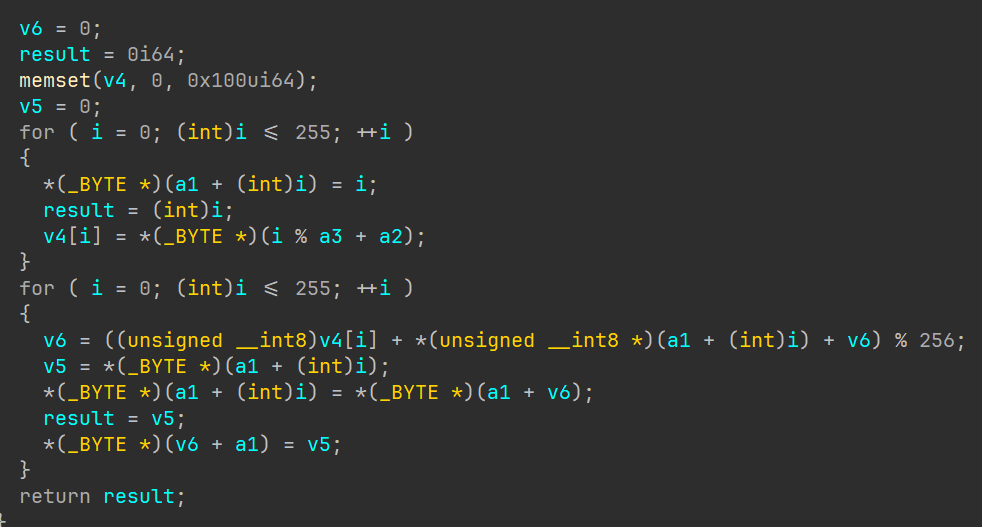 v6 = 0;
result = 0i64;
memset(v4, 0, 0x100ui64);
v5 = 0;
for ( i = 0; (int)i <= 255; ++i )
{
  *(_BYTE *)(a1 + (int)i) = i;
  result = (int)i;
  v4[i] = *(_BYTE *)(i % a3 + a2);
}
for ( i = 0; (int)i <= 255; ++i )
{
  v6 = ((unsigned __int8)v4[i] + *(unsigned __int8 *)(a1 + (int)i) + v6) % 256;
  v5 = *(_BYTE *)(a1 + (int)i);
  *(_BYTE *)(a1 + (int)i) = *(_BYTE *)(a1 + v6);
  result = v5;
  *(_BYTE *)(v6 + a1) = v5;
}
return result;